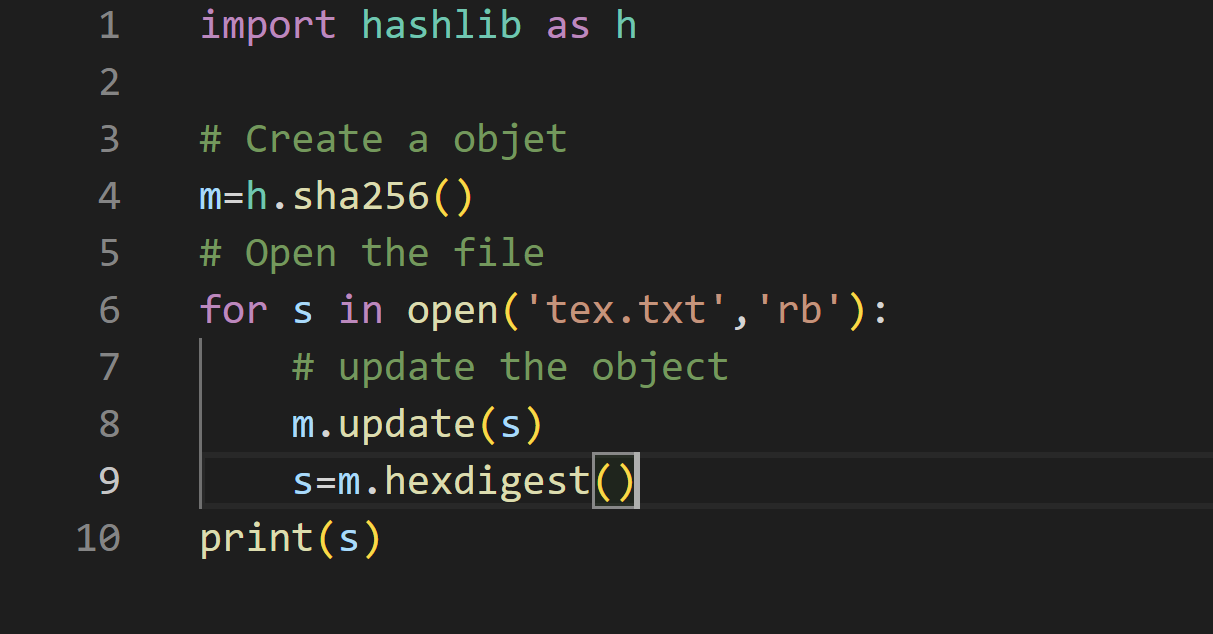 1 import hashlib as h
2
3 # Create a objet
4 m=h.sha256()
5 # Open the file
6 for s in open('tex.txt','rb'):
7     # update the object
8     m.update(s)
9     s=m.hexdigest()
10 print(s)